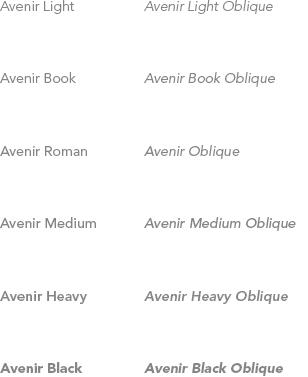 Avenir Light Avenir Light Oblique
Avenir Book Avenir Book Oblique
Avenir Roman Avenir Oblique
Avenir Medium Avenir Medium Oblique
Avenir Heavy Avenir Heavy Oblique
Avenir Black Avenir Black Oblique